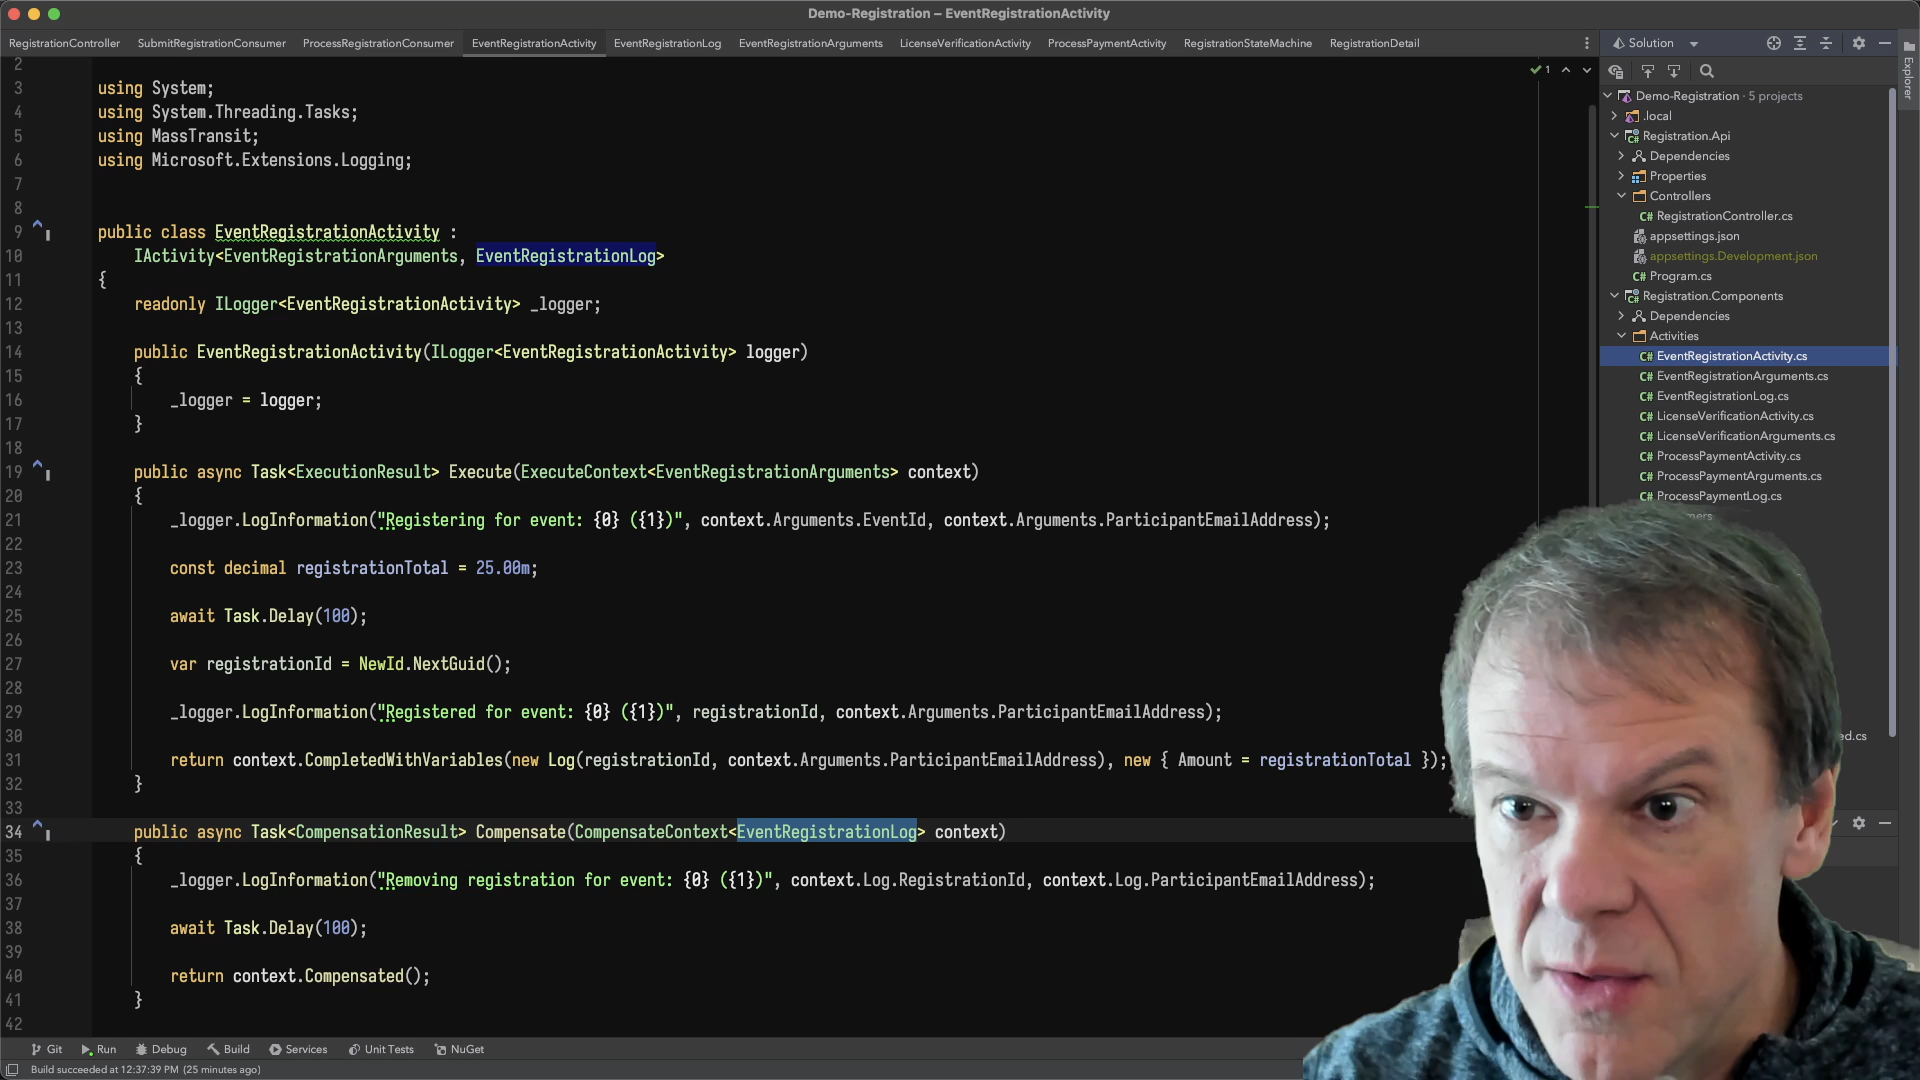 Demo-Registration – EventRegistrationActivity
RegistrationController SubmitRegistrationConsumer ProcessRegistrationConsumer EventRegistrationActivity EventRegistrationLog EventRegistrationArguments LicenseVerificationActivity ProcessPaymentActivity RegistrationStateMachine RegistrationDetail
Solution
Explorer
1
2
3 using System;
4 using System.Threading.Tasks;
5 using MassTransit;
6 using Microsoft.Extensions.Logging;
7
8
9 public class EventRegistrationActivity :
10 IActivity<EventRegistrationArguments, EventRegistrationLog>
11 {
12 readonly ILogger<EventRegistrationActivity> _logger;
13
14 public EventRegistrationActivity(ILogger<EventRegistrationActivity> logger)
15 {
16 _logger = logger;
17 }
18
19 public async Task<ExecutionResult> Execute(ExecuteContext<EventRegistrationArguments> context)
20 {
21 _logger.LogInformation("Registering for event: {0} ({1})", context.Arguments.EventId, context.Arguments.ParticipantEmailAddress);
22
23 const decimal registrationTotal = 25.00m;
24
25 await Task.Delay(100);
26
27 var registrationId = NewId.NextGuid();
28
29 _logger.LogInformation("Registered for event: {0} ({1})", registrationId, context.Arguments.ParticipantEmailAddress);
30
31 return context.CompletedWithVariables(new Log(registrationId, context.Arguments.ParticipantEmailAddress), new { Amount = registrationTotal });
32 }
33
34 public async Task<CompensationResult> Compensate(CompensateContext<EventRegistrationLog> context)
35 {
36 _logger.LogInformation("Removing registration for event: {0} ({1})", context.Log.RegistrationId, context.Log.ParticipantEmailAddress);
37
38 await Task.Delay(100);
39
40 return context.Compensated();
41 }
42
Demo-Registration · 5 projects
.local
Registration.Api
Dependencies
Properties
Controllers
C# RegistrationController.cs
appsettings.json
appsettings.Development.json
C# Program.cs
Registration.Components
Dependencies
Activities
C# EventRegistrationActivity.cs
C# EventRegistrationArguments.cs
C# EventRegistrationLog.cs
C# LicenseVerificationActivity.cs
C# LicenseVerificationArguments.cs
C# ProcessPaymentActivity.cs
C# ProcessPaymentArguments.cs
C# ProcessPaymentLog.cs
ed.cs
Git Run Debug Build Services Unit Tests NuGet
Build succeeded at 12:37:39 PM (25 minutes ago)